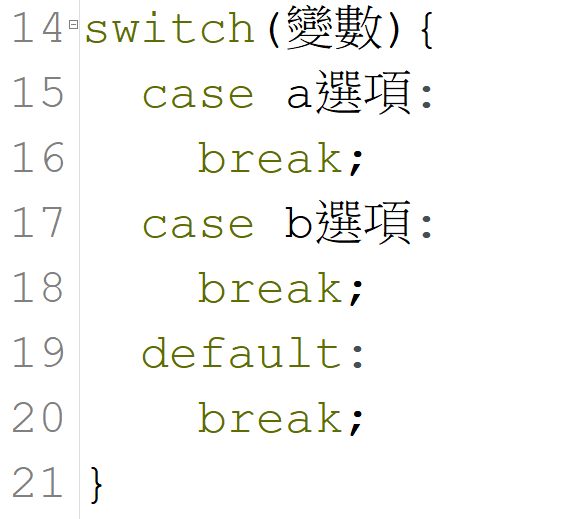 14 switch(變數){
15 case a選項:
16 break;
17 case b選項:
18 break;
19 default:
20 break;
21 }